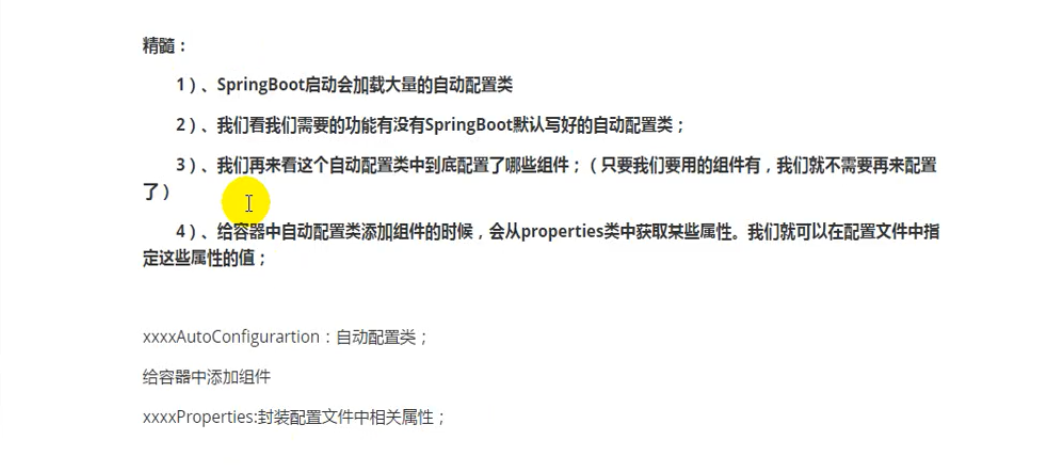 精髓：
1）、SpringBoot启动会加载大量的自动配置类
2）、我们看我们需要的功能有没有SpringBoot默认写好的自动配置类；
3）、我们再来看这个自动配置类中到底配置了哪些组件；（只要我们要用的组件有，我们就不需要再来配置
了）
4）、给容器中自动配置类添加组件的时候，会从properties类中获取某些属性。我们就可以在配置文件中指
定这些属性的值；
xxxxAutoConfigurartion：自动配置类；
给容器中添加组件
xxxxProperties:封装配置文件中相关属性；